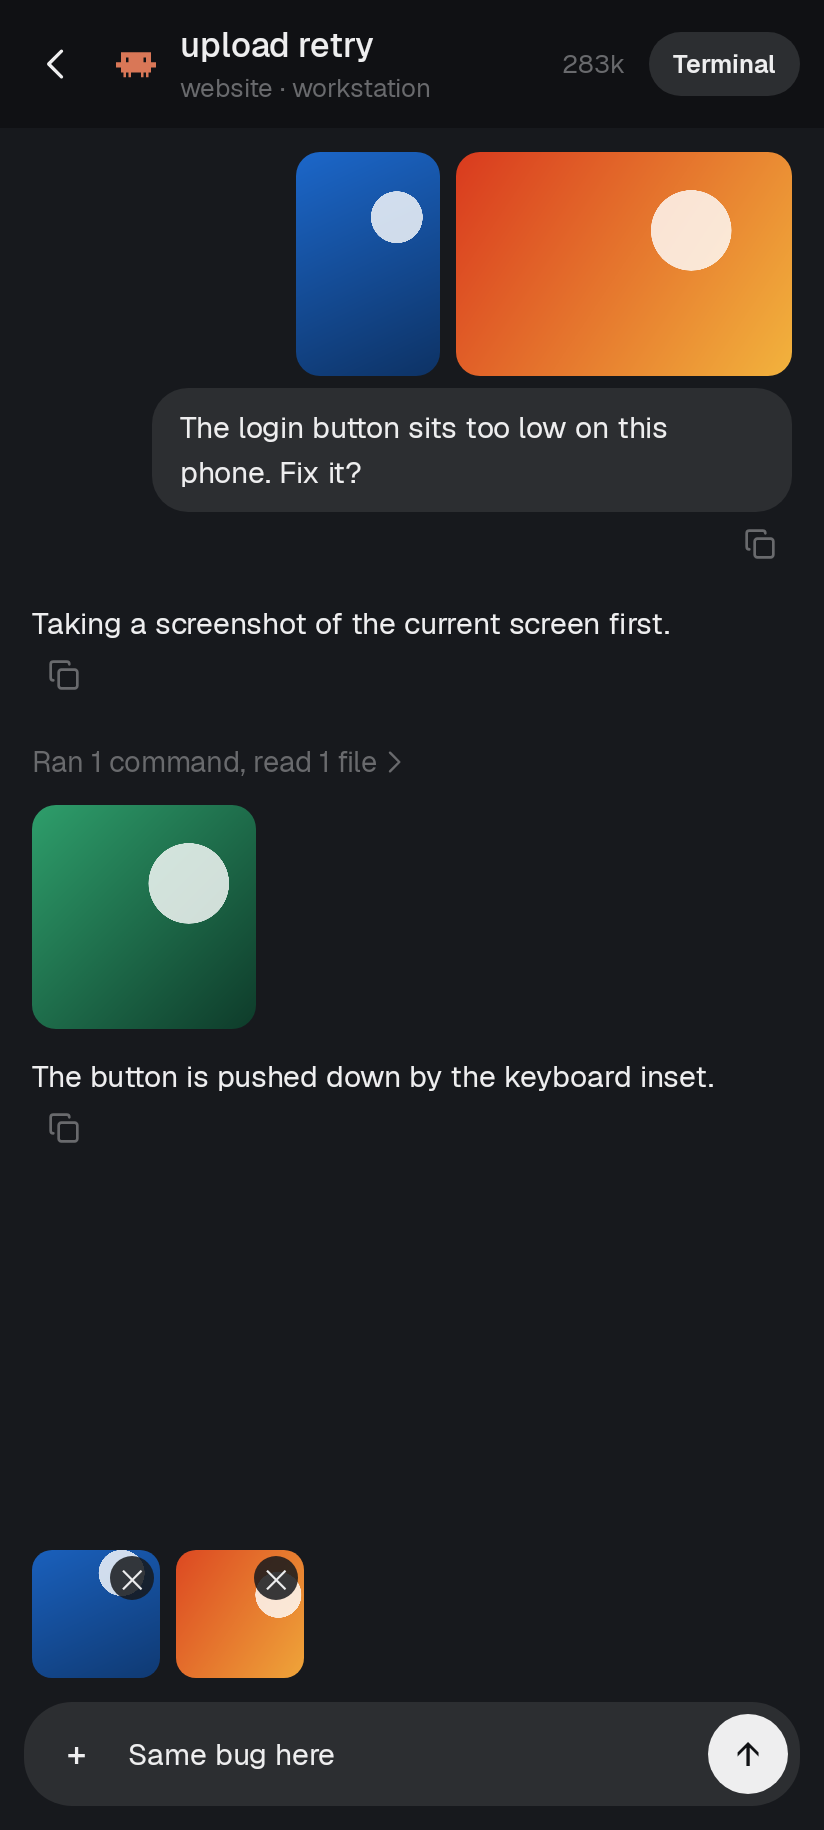 upload retry
website · workstation
283k
Terminal
The login button sits too low on this
phone. Fix it?
Taking a screenshot of the current screen first.
Ran 1 command, read 1 file
The button is pushed down by the keyboard inset.
+ Same bug here